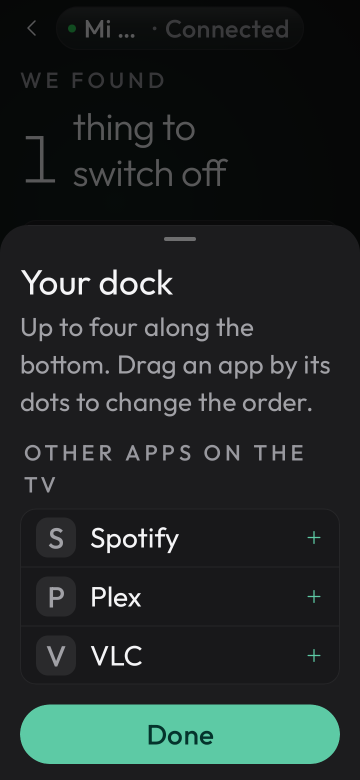 Mi ... · Connected
WE FOUND
1 thing to
switch off
Your dock
Up to four along the
bottom. Drag an app by its
dots to change the order.
OTHER APPS ON THE
TV
S Spotify +
P Plex +
V VLC +
Done